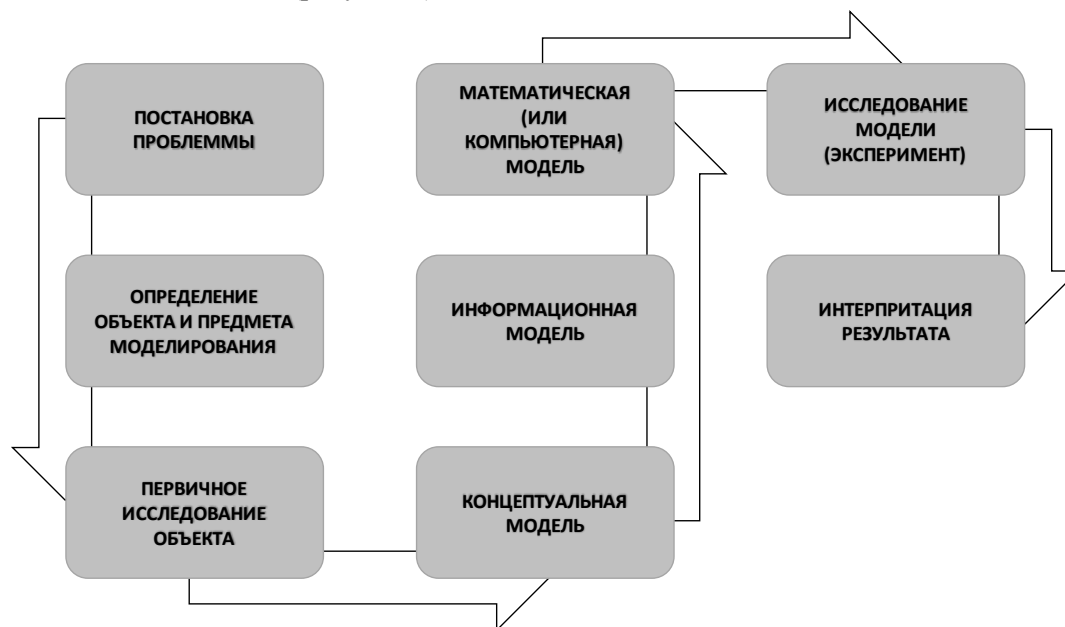 ПОСТАНОВКА
ПРОБЛЕММЫ
ОПРЕДЕЛЕНИЕ
ОБЪЕКТА И ПРЕДМЕТА
МОДЕЛИРОВАНИЯ
ПЕРВИЧНОЕ
ИССЛЕДОВАНИЕ
ОБЪЕКТА
КОНЦЕПТУАЛЬНАЯ
МОДЕЛЬ
ИНФОРМАЦИОННАЯ
МОДЕЛЬ
МАТЕМАТИЧЕСКАЯ
(ИЛИ
КОМПЬЮТЕРНАЯ)
МОДЕЛЬ
ИССЛЕДОВАНИЕ
МОДЕЛИ
(ЭКСПЕРИМЕНТ)
ИНТЕРПРИТАЦИЯ
РЕЗУЛЬТАТА